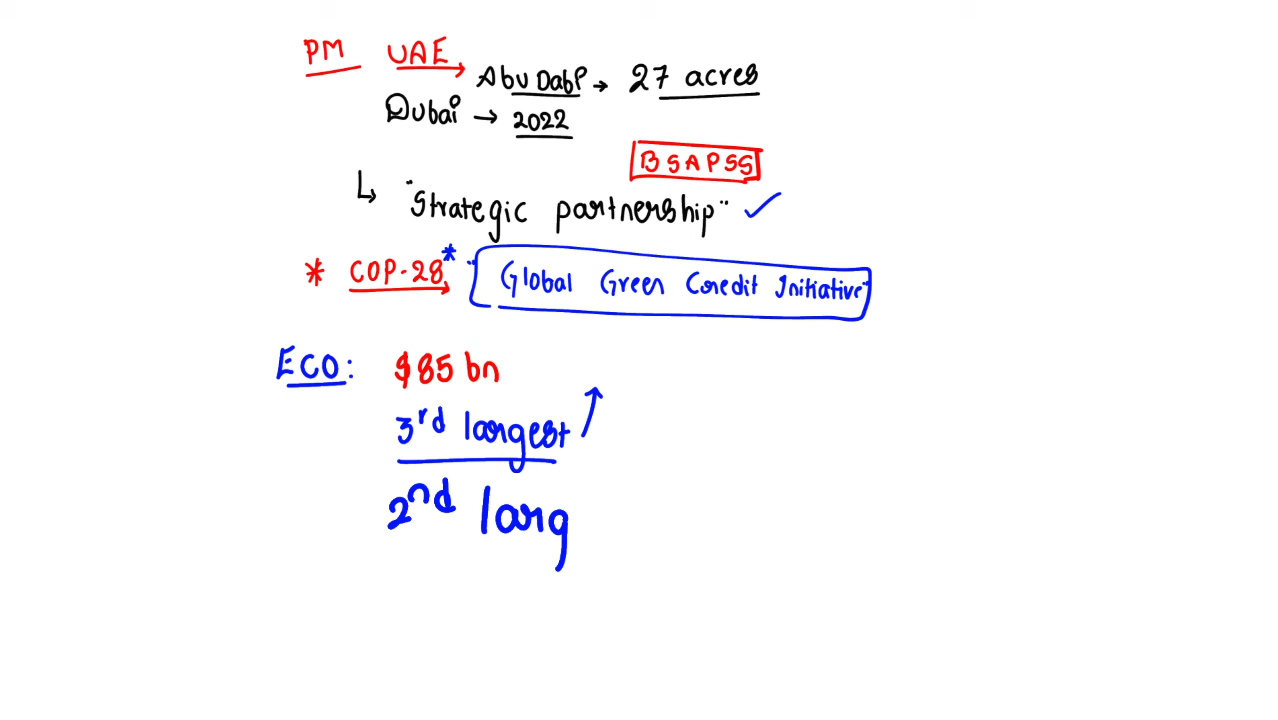 PM UAE
Abu Dabi → 27 acres
Dubai → 2022
BSAPSS
↳ "Strategic partnership" ✓
* COP-28* "Global Green Credit Initiative"
ECO: $85 bn
3rd largest ↑
2nd larg